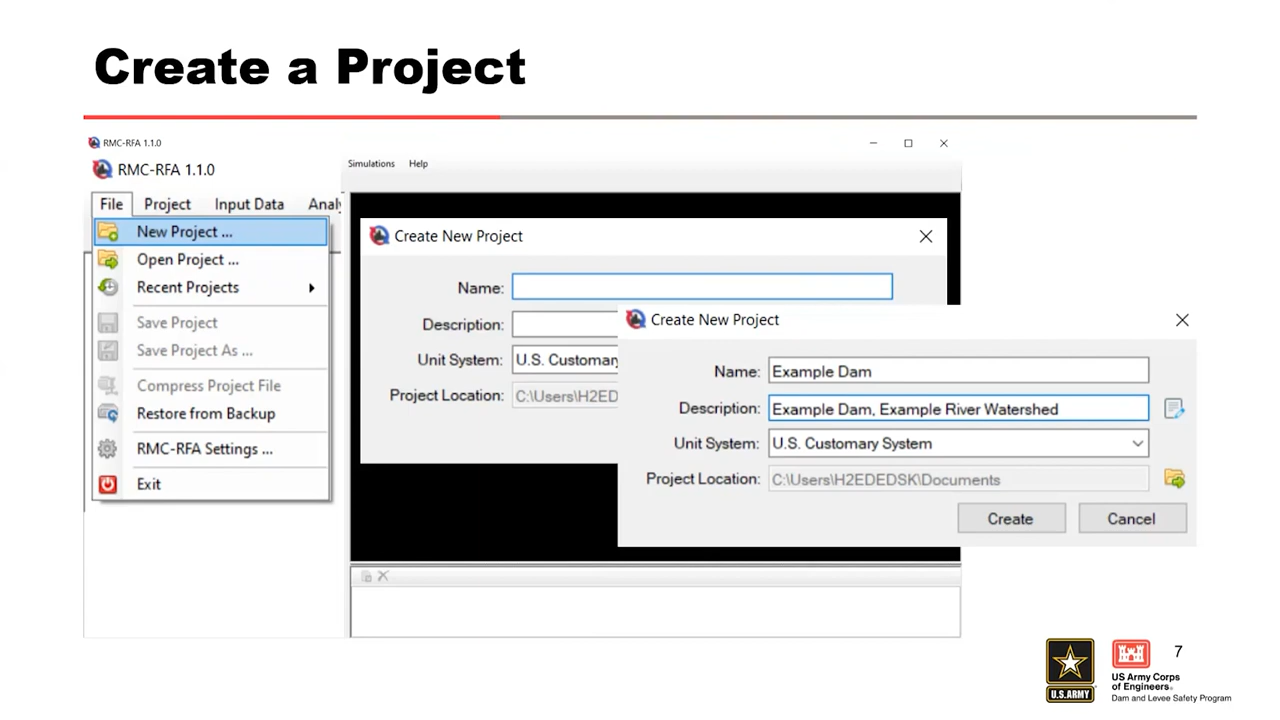 Create a Project
RMC-RFA 1.1.0
RMC-RFA 1.1.0
Simulations Help
File Project Input Data Analy
New Project ...
Open Project ...
Recent Projects
Save Project
Save Project As ...
Compress Project File
Restore from Backup
RMC-RFA Settings ...
Exit
Create New Project
Name:
Description:
Unit System: U.S. Customary
Project Location: C:\Users\H2ED
Create New Project
Name: Example Dam
Description: Example Dam, Example River Watershed
Unit System: U.S. Customary System
Project Location: C:\Users\H2EDEDSK\Documents
Create Cancel
U.S.ARMY
US Army Corps
of Engineers®
Dam and Levee Safety Program
7